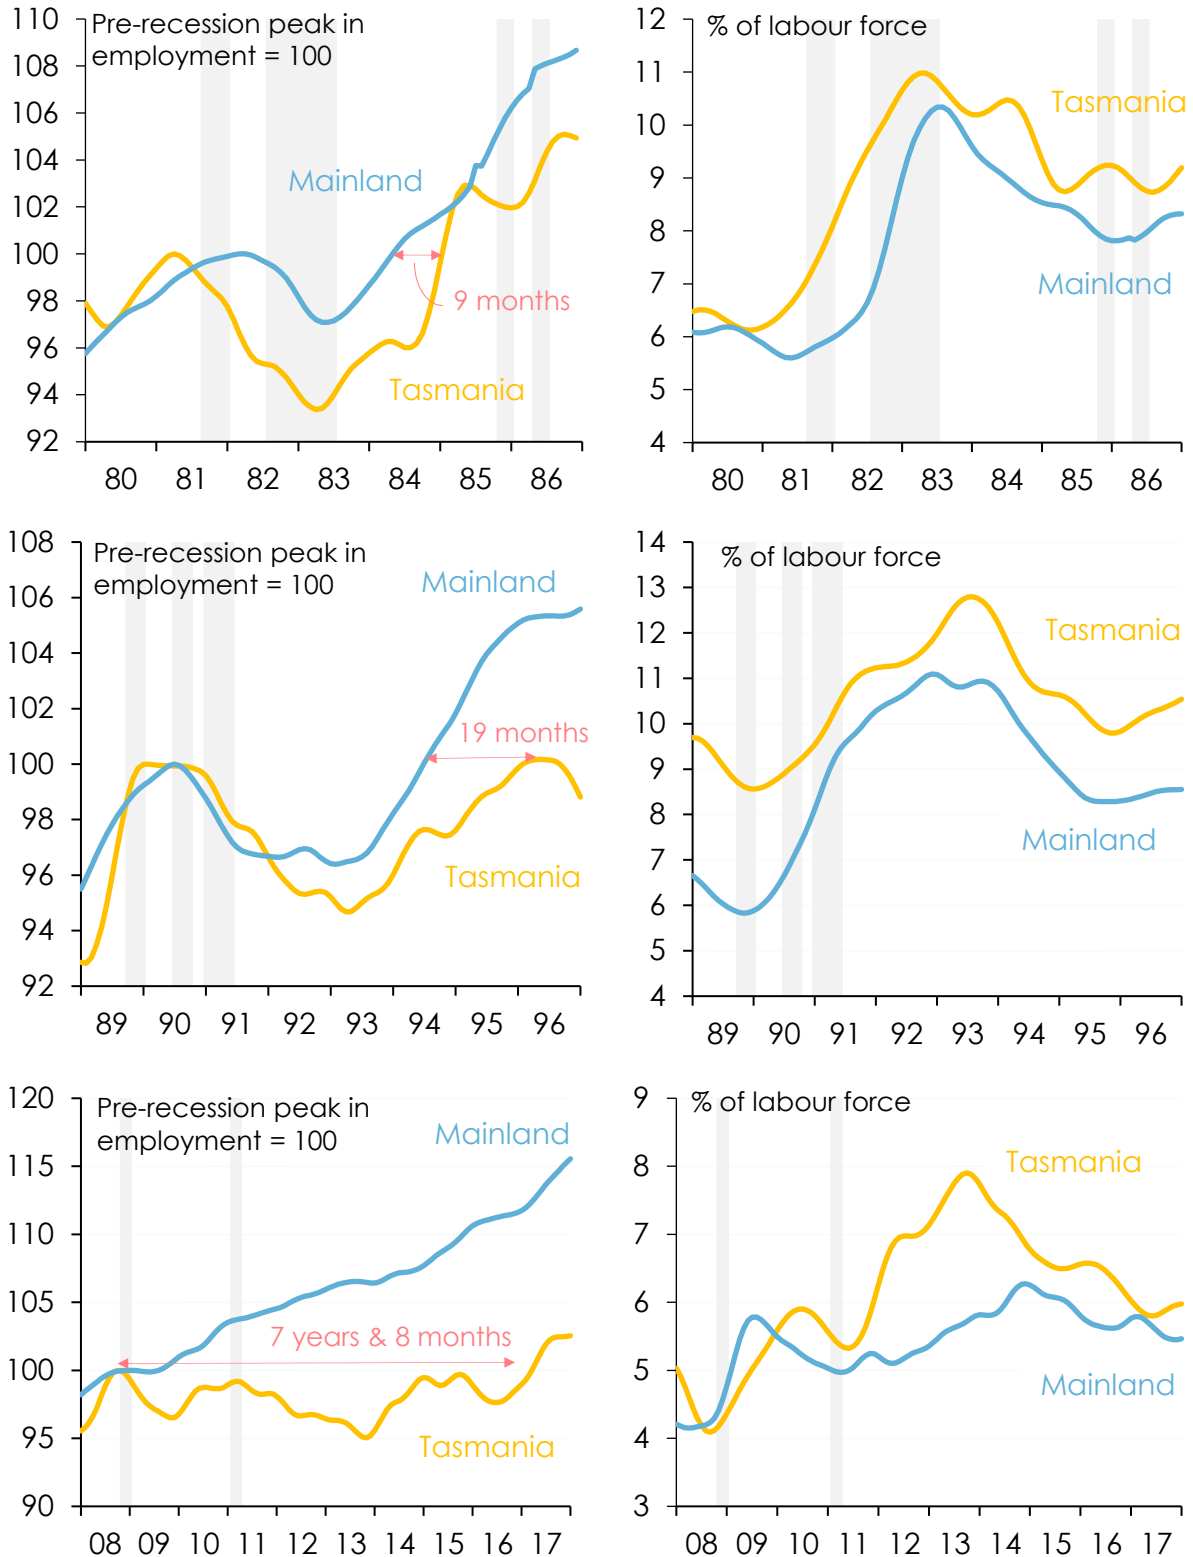 Pre-recession peak in
employment = 100
110
108
106
104
102
100
98
96
94
92
Mainland
9 months
Tasmania
80 81 82 83 84 85 86
% of labour force
12
11
10
9
8
7
6
5
4
Tasmania
Mainland
80 81 82 83 84 85 86
Pre-recession peak in
employment = 100
108
106
104
102
100
98
96
94
92
Mainland
19 months
Tasmania
89 90 91 92 93 94 95 96
% of labour force
14
13
12
11
10
9
8
7
6
5
4
Tasmania
Mainland
89 90 91 92 93 94 95 96
Pre-recession peak in
employment = 100
120
115
110
105
100
95
90
Mainland
7 years & 8 months
Tasmania
08 09 10 11 12 13 14 15 16 17
% of labour force
9
8
7
6
5
4
3
Tasmania
Mainland
08 09 10 11 12 13 14 15 16 17